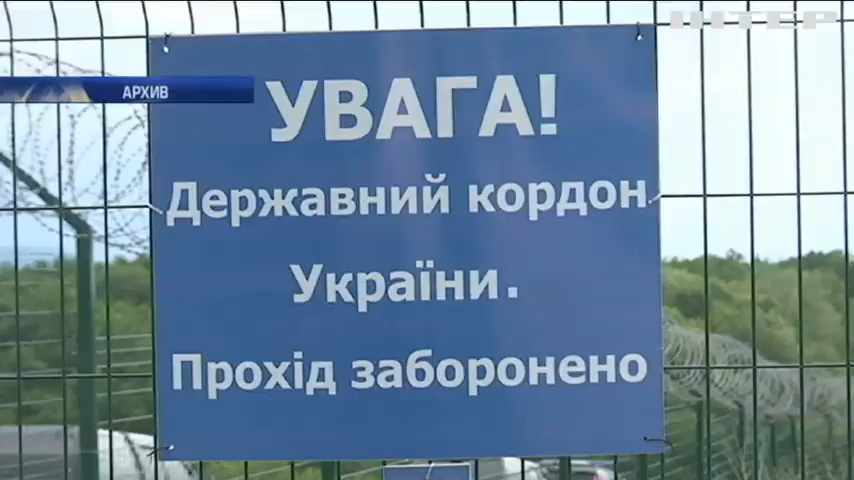 ІНТЕР
АРХИВ
УВАГА!
Державний кордон
України.
Прохід заборонено